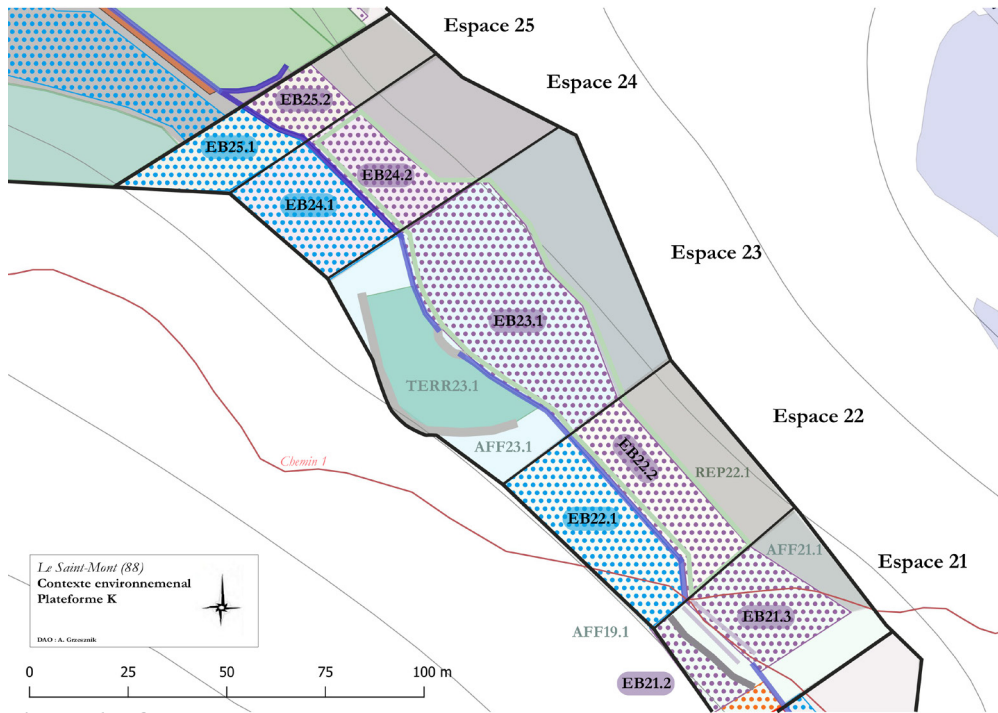 Espace 25
Espace 24
EB25.2
EB25.1
EB24.2
EB24.1
Espace 23
EB23.1
TERR23.1
Espace 22
AFF23.1
EB22.2
REP22.1
Chemin 1
EB22.1
AFF21.1
Espace 21
Le Saint-Mont (88)
Contexte environnemenal
Plateforme K
DAO : A. Grzesznik
EB21.3
AFF19.1
EB21.2
0 50 100 m